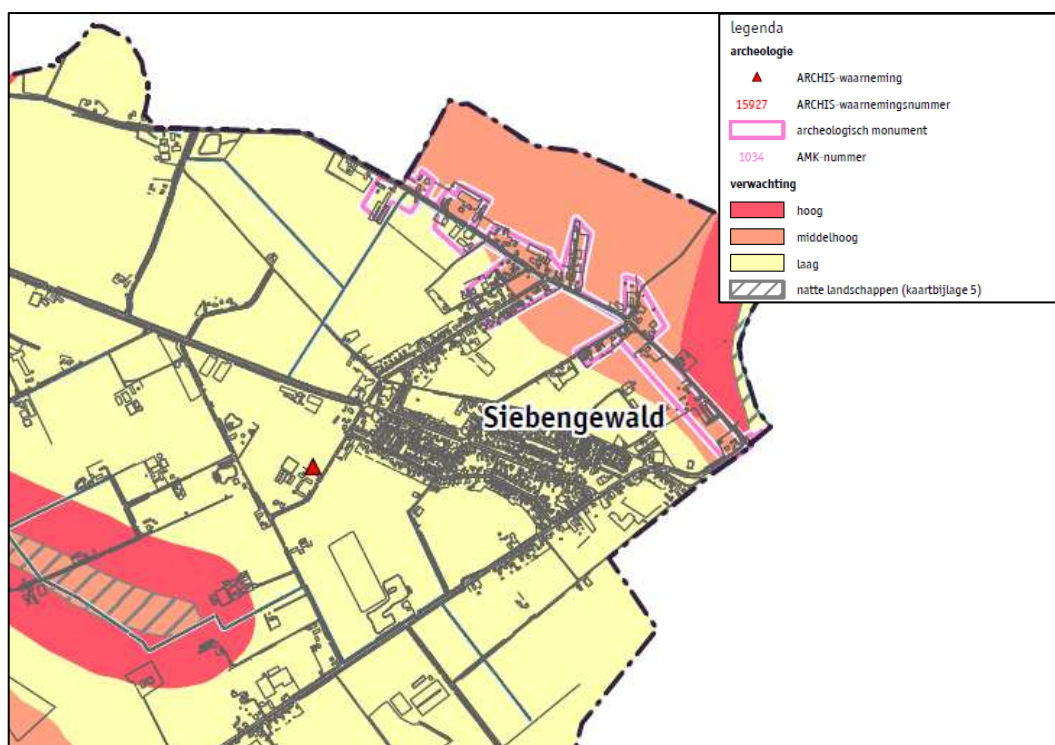 legenda
archeologie
ARCHIS-waarneming
15927 ARCHIS-waarnemingsnummer
archeologisch monument
1034 AMK-nummer
verwachting
hoog
middelhoog
laag
natte landschappen (kaartbijlage 5)
Siebengewald